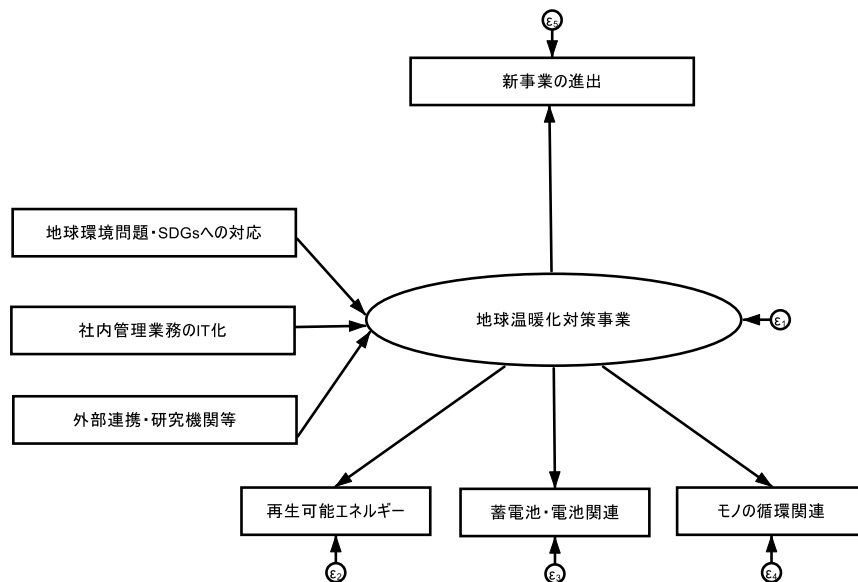 ε5
新事業の進出
地球環境問題・SDGsへの対応
社内管理業務のIT化
地球温暖化対策事業
ε1
外部連携・研究機関等
再生可能エネルギー
蓄電池・電池関連
モノの循環関連
ε2
ε3
ε4